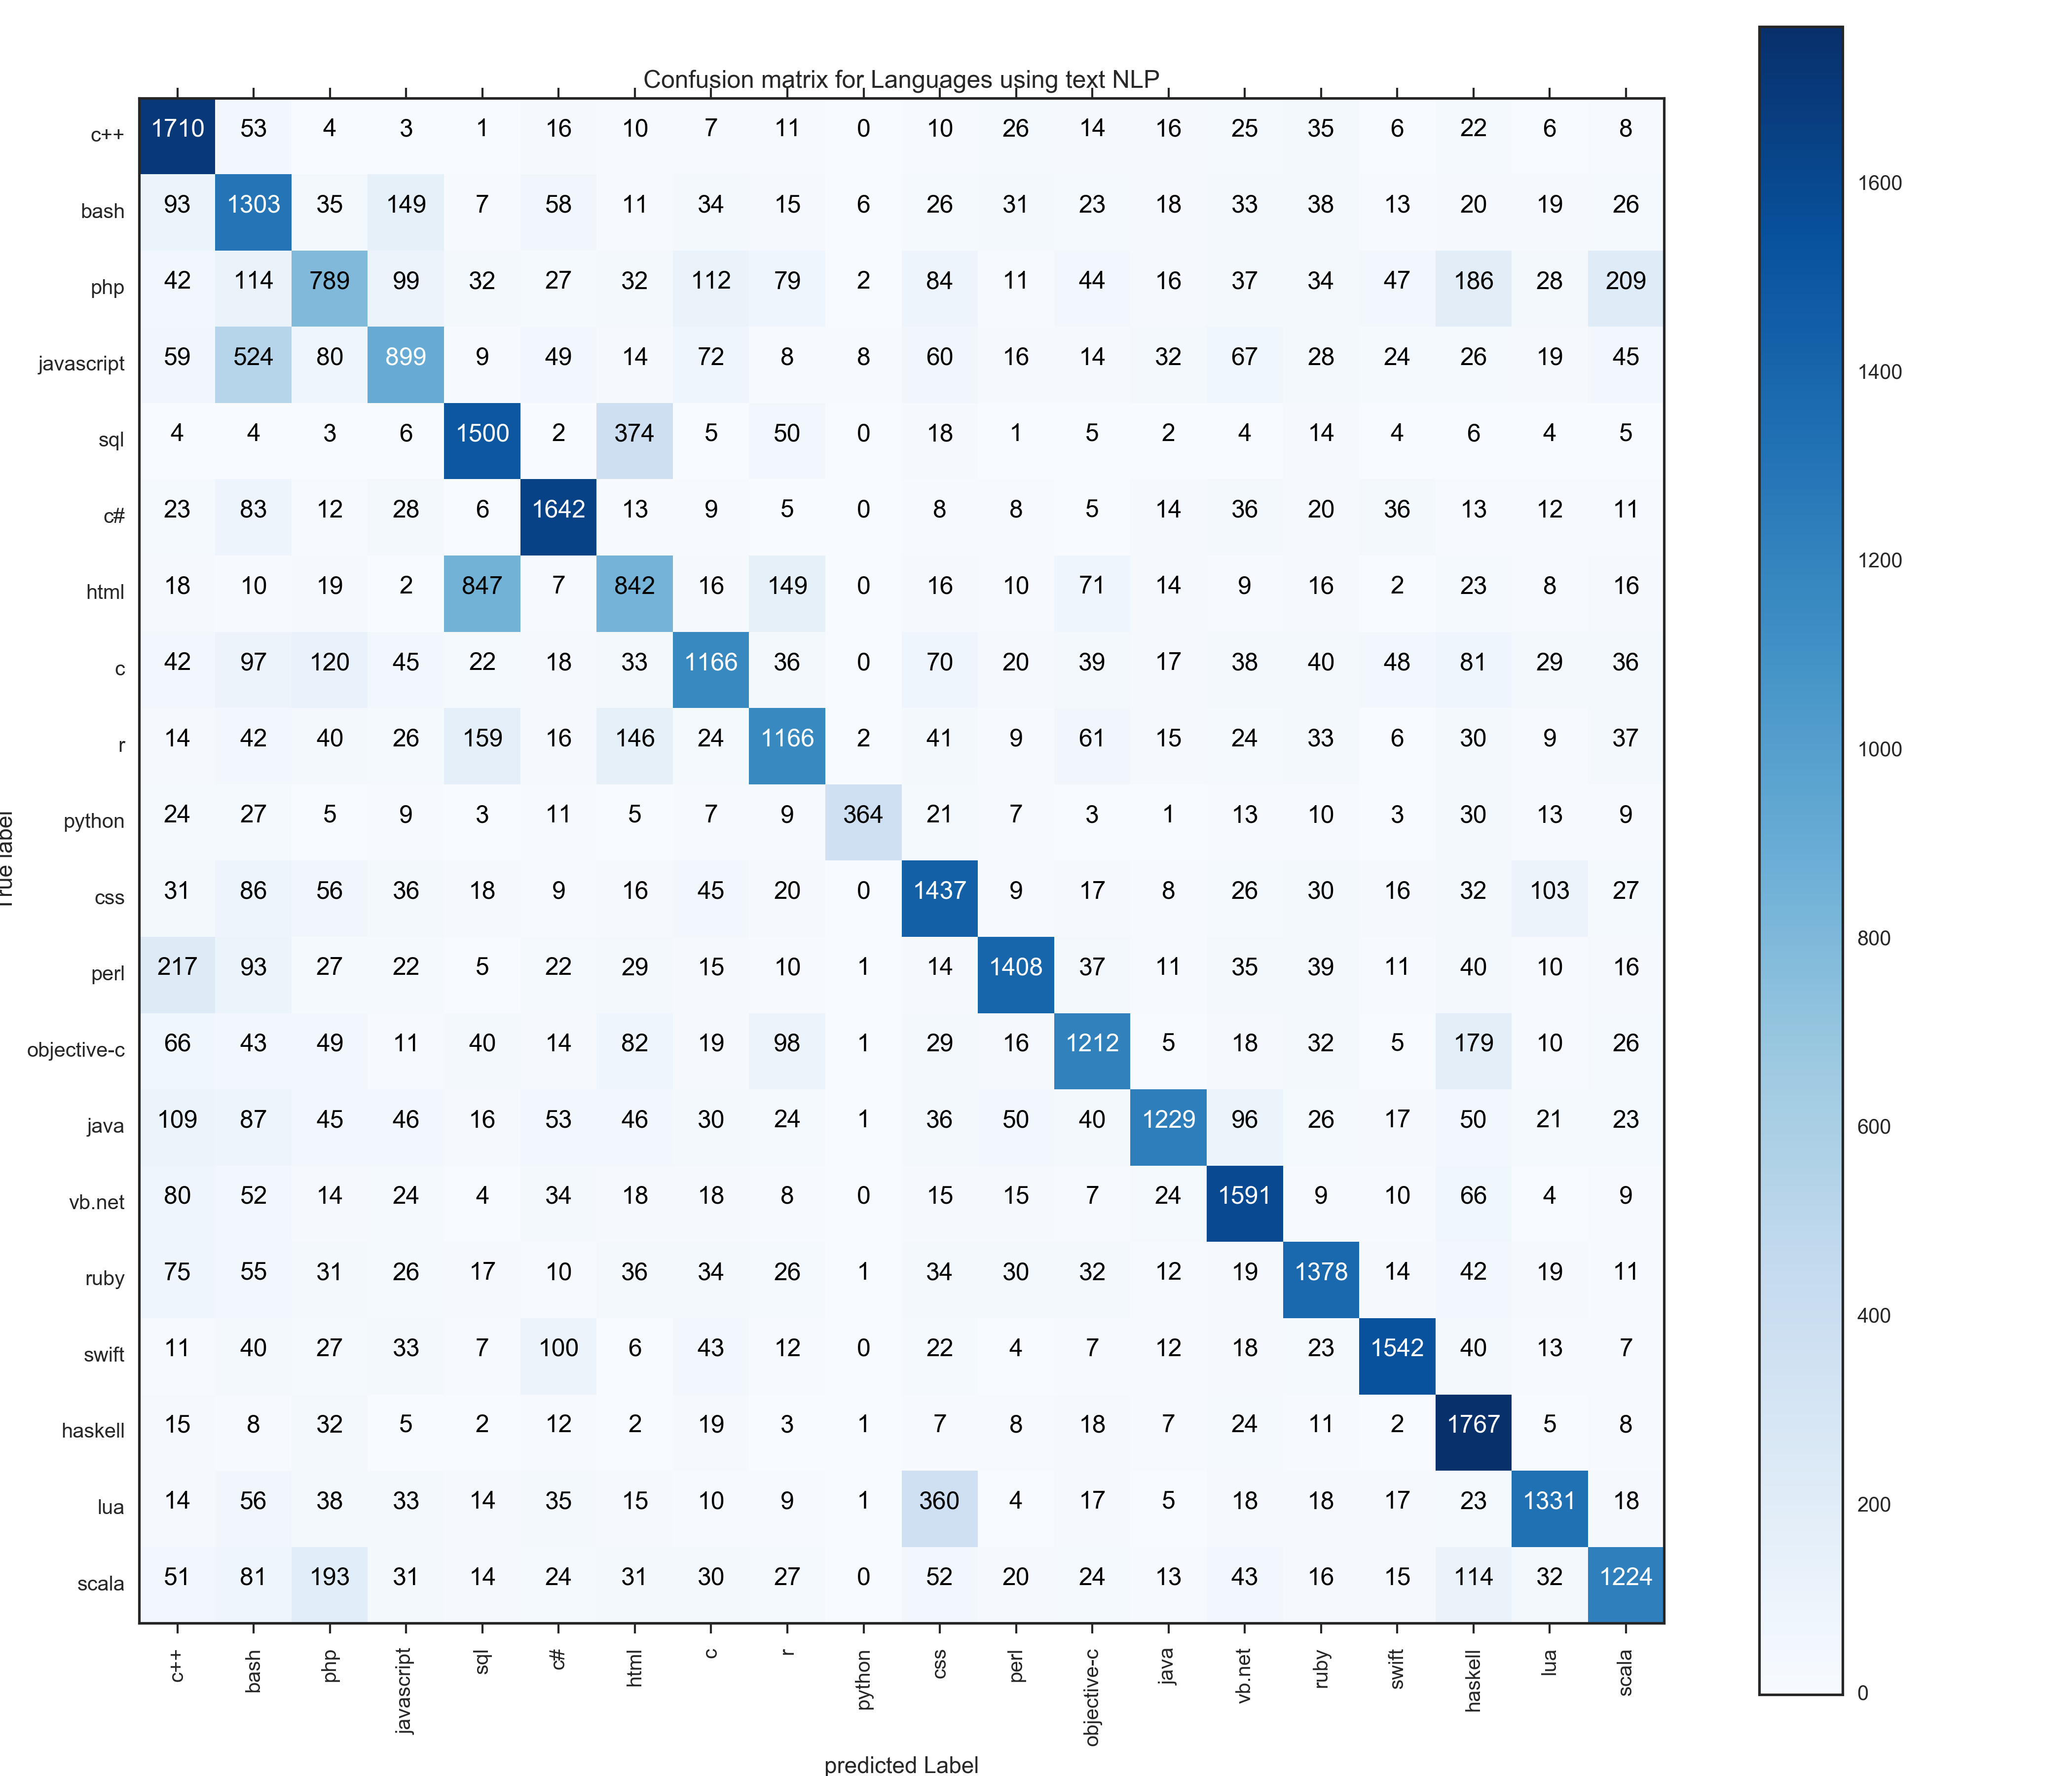 Confusion matrix for Languages using text NLP
c++ 1710 53 4 3 1 16 10 7 11 0 10 26 14 16 25 35 6 22 6 8
bash 93 1303 35 149 7 58 11 34 15 6 26 31 23 18 33 38 13 20 19 26
php 42 114 789 99 32 27 32 112 79 2 84 11 44 16 37 34 47 186 28 209
javascript 59 524 80 899 9 49 14 72 8 8 60 16 14 32 67 28 24 26 19 45
sql 4 4 3 6 1500 2 374 5 50 0 18 1 5 2 4 14 4 6 4 5
c# 23 83 12 28 6 1642 13 9 5 0 8 8 5 14 36 20 36 13 12 11
html 18 10 19 2 847 7 842 16 149 0 16 10 71 14 9 16 2 23 8 16
c 42 97 120 45 22 18 33 1166 36 0 70 20 39 17 38 40 48 81 29 36
r 14 42 40 26 159 16 146 24 1166 2 41 9 61 15 24 33 6 30 9 37
python 24 27 5 9 3 11 5 7 9 364 21 7 3 1 13 10 3 30 13 9
css 31 86 56 36 18 9 16 45 20 0 1437 9 17 8 26 30 16 32 103 27
perl 217 93 27 22 5 22 29 15 10 1 14 1408 37 11 35 39 11 40 10 16
objective-c 66 43 49 11 40 14 82 19 98 1 29 16 1212 5 18 32 5 179 10 26
java 109 87 45 46 16 53 46 30 24 1 36 50 40 1229 96 26 17 50 21 23
vb.net 80 52 14 24 4 34 18 18 8 0 15 15 7 24 1591 9 10 66 4 9
ruby 75 55 31 26 17 10 36 34 26 1 34 30 32 12 19 1378 14 42 19 11
swift 11 40 27 33 7 100 6 43 12 0 22 4 7 12 18 23 1542 40 13 7
haskell 15 8 32 5 2 12 2 19 3 1 7 8 18 7 24 11 2 1767 5 8
lua 14 56 38 33 14 35 15 10 9 1 360 4 17 5 18 18 17 23 1331 18
scala 51 81 193 31 14 24 31 30 27 0 52 20 24 13 43 16 15 114 32 1224
c++ bash php javascript sql c# html c r python css perl objective-c java vb.net ruby swift haskell lua scala
predicted Label
True label
1600
1400
1200
1000
800
600
400
200
0